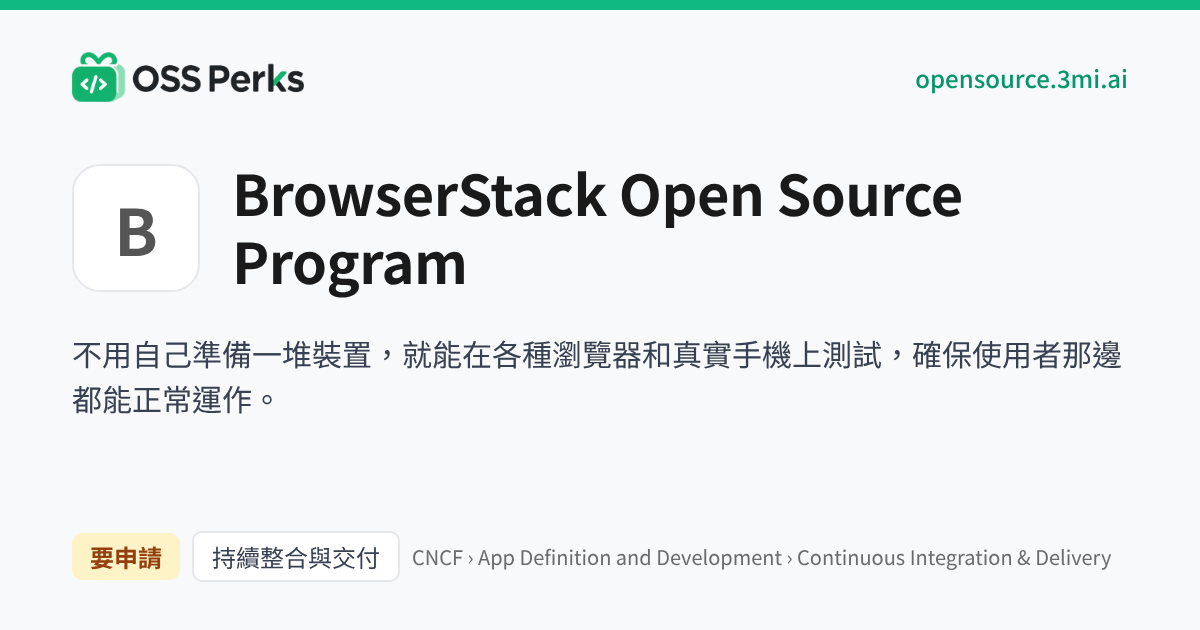 </> OSS Perks
opensource.3mi.ai
B
BrowserStack Open Source
Program
不用自己準備一堆裝置，就能在各種瀏覽器和真實手機上測試，確保使用者那邊
都能正常運作。
要申請
持續整合與交付
CNCF › App Definition and Development › Continuous Integration & Delivery